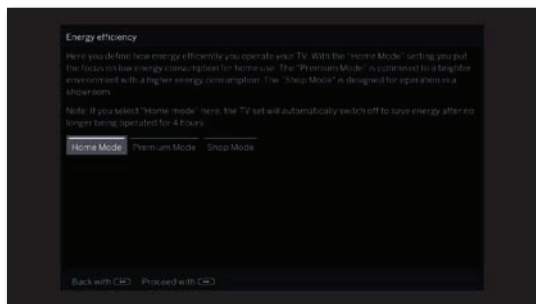 Energy efficiency
Here you define how energy efficiently you operate your TV. With the "Home Mode" setting you put
the focus on low energy consumption for home use. The "Premium Mode" is optimised to a brighter
environment with a higher energy consumption. The "Shop Mode" is designed for operation in a
showroom.
Note: If you select "Home mode" here, the TV set will automatically switch off to save energy after no
longer being operated for 4 hours.
Home Mode Premium Mode Shop Mode
Back with Proceed with